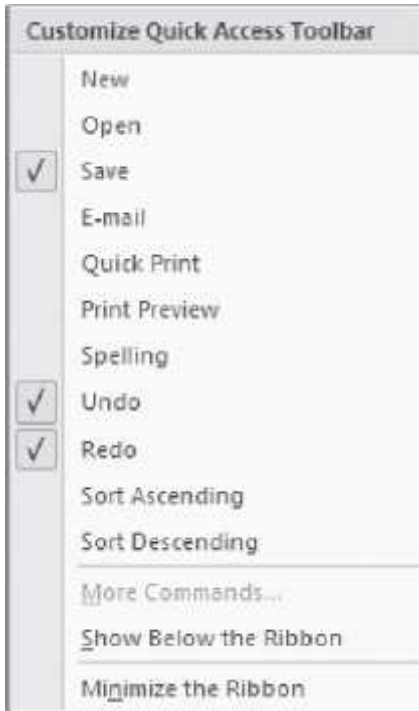 Customize Quick Access Toolbar
New
Open
Save
E-mail
Quick Print
Print Preview
Spelling
Undo
Redo
Sort Ascending
Sort Descending
More Commands...
Show Below the Ribbon
Minimize the Ribbon